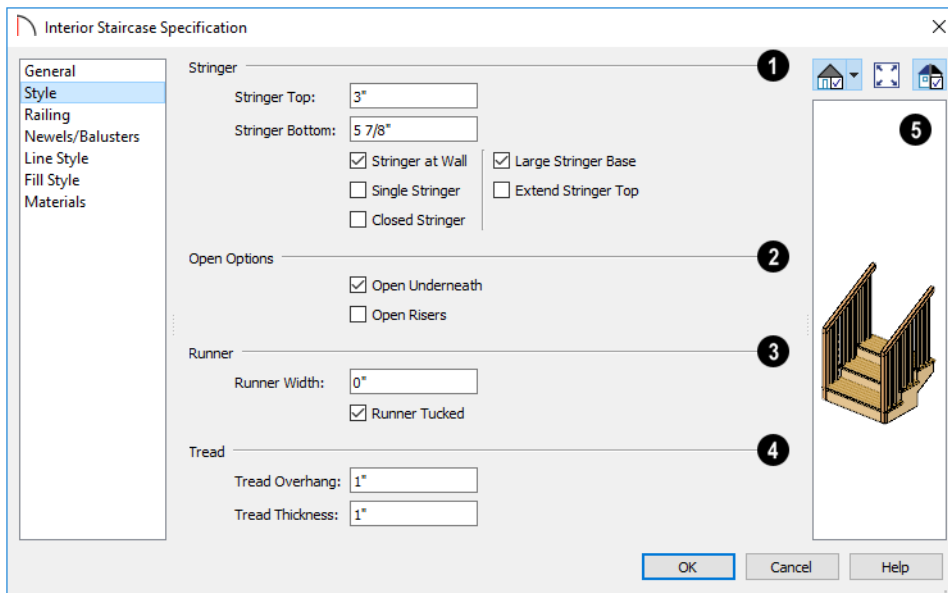 Interior Staircase Specification
General
Style
Railing
Newels/Balusters
Line Style
Fill Style
Materials
Stringer
1
Stringer Top: 3"
Stringer Bottom: 5 7/8"
Stringer at Wall Large Stringer Base
Single Stringer Extend Stringer Top
Closed Stringer
Open Options
2
Open Underneath
Open Risers
Runner
3
Runner Width: 0"
Runner Tucked
Tread
4
Tread Overhang: 1"
Tread Thickness: 1"
5
OK Cancel Help